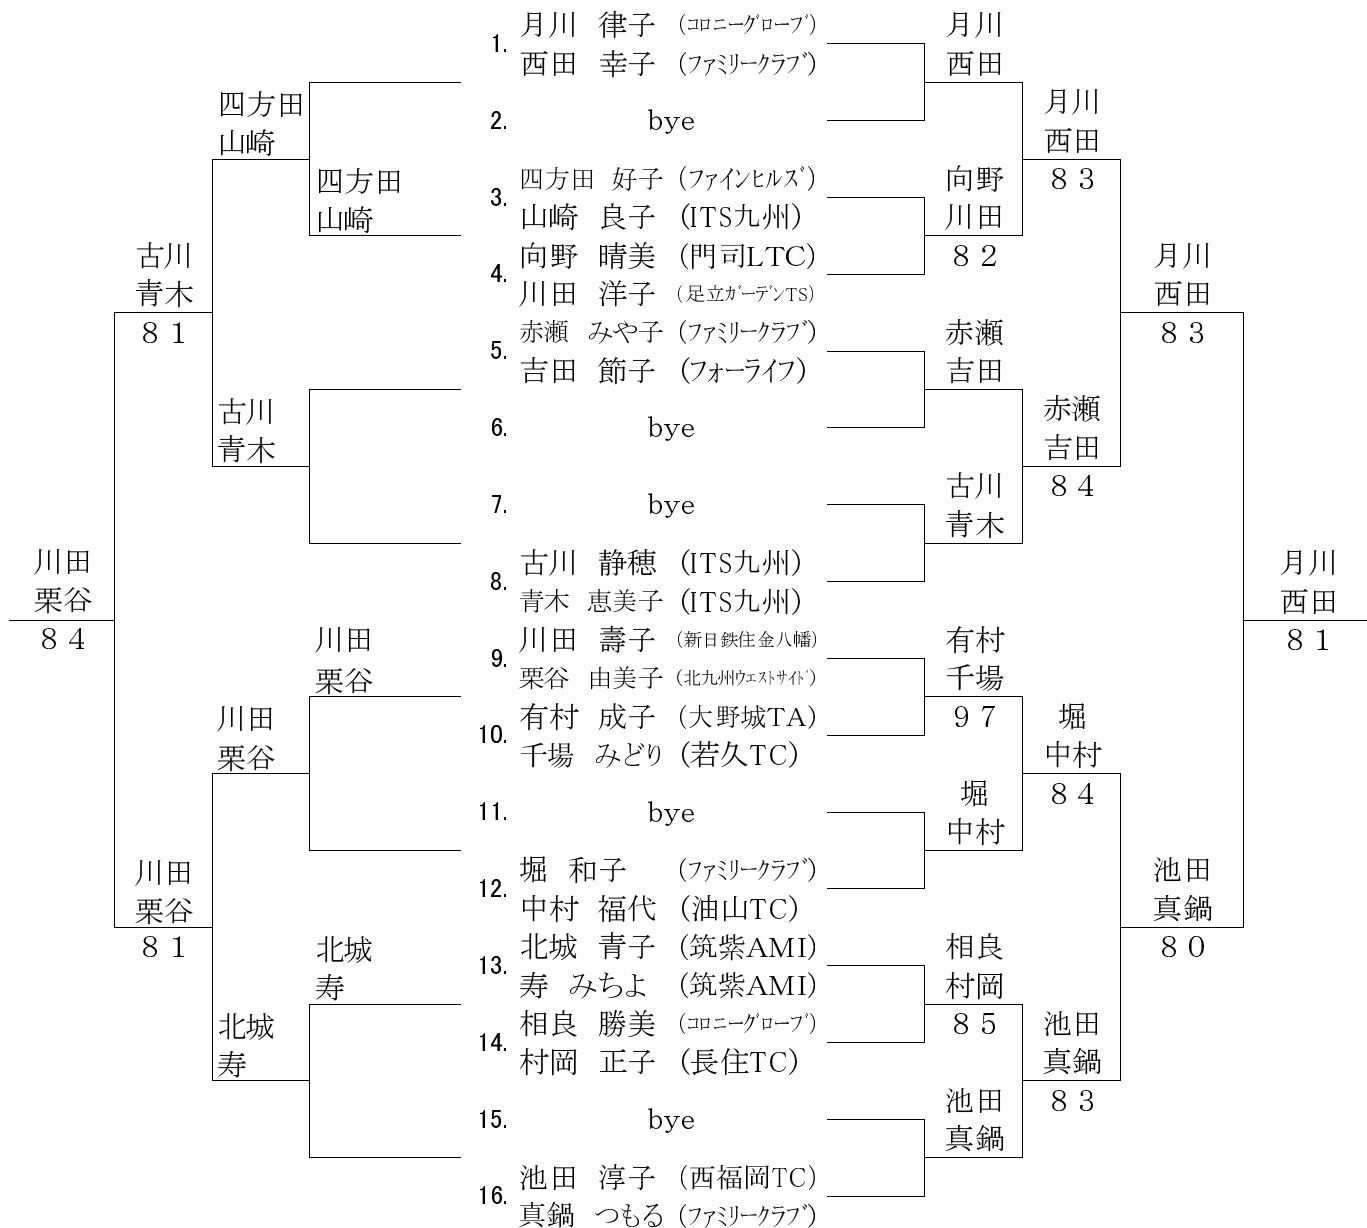 1. 月川 律子 (コロニーグローブ)
西田 幸子 (ファミリークラブ)
2. bye
3. 四方田 好子 (ファインヒルズ)
山崎 良子 (ITS九州)
4. 向野 晴美 (門司LTC)
川田 洋子 (足立ガーデンTS)
5. 赤瀬 みや子 (ファミリークラブ)
吉田 節子 (フォーライフ)
6. bye
7. bye
8. 古川 静穂 (ITS九州)
青木 恵美子 (ITS九州)
9. 川田 壽子 (新日鉄住金八幡)
栗谷 由美子 (北九州ウエストサイド)
10. 有村 成子 (大野城TA)
千場 みどり (若久TC)
11. bye
12. 堀 和子 (ファミリークラブ)
中村 福代 (油山TC)
13. 北城 青子 (筑紫AMI)
寿 みちよ (筑紫AMI)
14. 相良 勝美 (コロニーグローブ)
村岡 正子 (長住TC)
15. bye
16. 池田 淳子 (西福岡TC)
真鍋 つもる (ファミリークラブ)
月川
西田
向野
川田
８２
赤瀬
吉田
古川
青木
有村
千場
９７
堀
中村
相良
村岡
８５
池田
真鍋
月川
西田
８３
赤瀬
吉田
８４
堀
中村
８４
池田
真鍋
８３
月川
西田
８３
池田
真鍋
８０
月川
西田
８１
四方田
山崎
川田
栗谷
北城
寿
四方田
山崎
古川
青木
川田
栗谷
北城
寿
古川
青木
８１
川田
栗谷
８１
川田
栗谷
８４